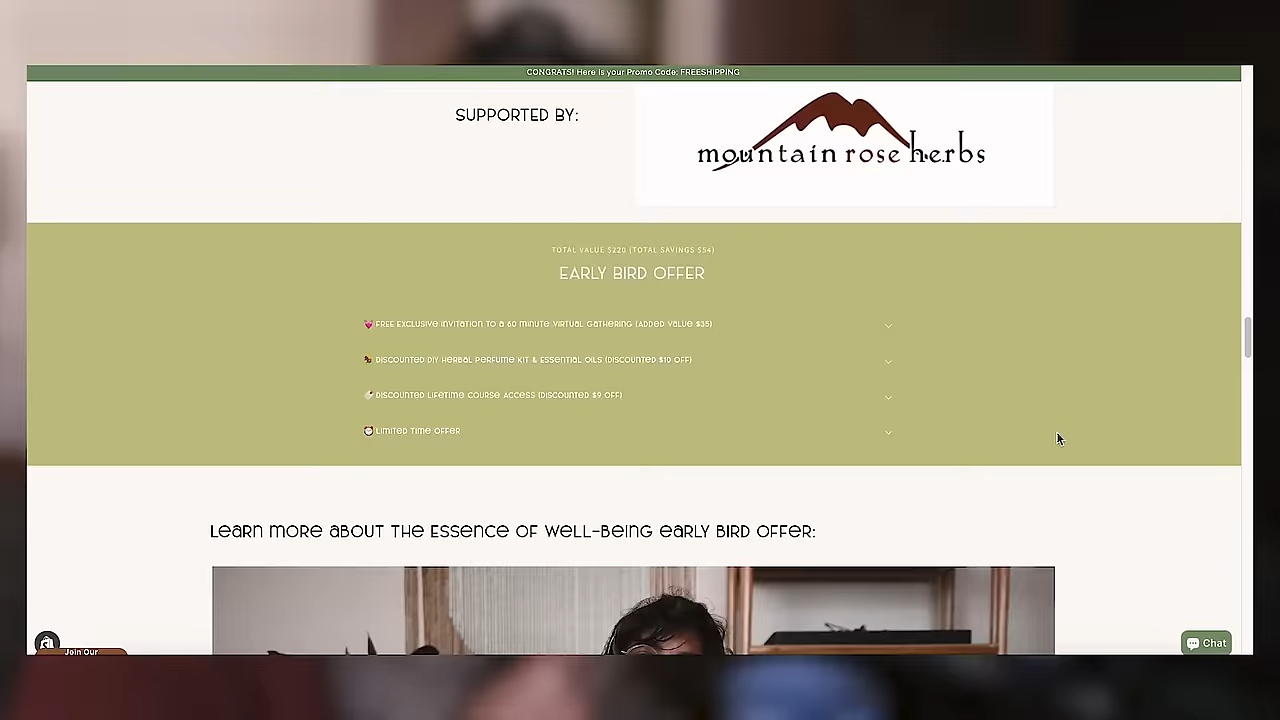 CONGRATS! Here is your Promo Code: FREESHIPPING
SUPPORTED BY:
mountain rose herbs
TOTAL VALUE $220 (TOTAL SAVINGS $54)
EARLY BIRD OFFER
FREE EXCLUSIVE INVITATION TO A 60 MINUTE VIRTUAL GATHERING (ADDED VALUE $35)
DISCOUNTED DIY HERBAL PERFUME KIT & ESSENTIAL OILS (DISCOUNTED $10 OFF)
DISCOUNTED LIFETIME COURSE ACCESS (DISCOUNTED $9 OFF)
LIMITED TIME OFFER
LEARN MORE ABOUT THE ESSENCE OF WELL-BEING EARLY BIRD OFFER:
Join Our
Chat